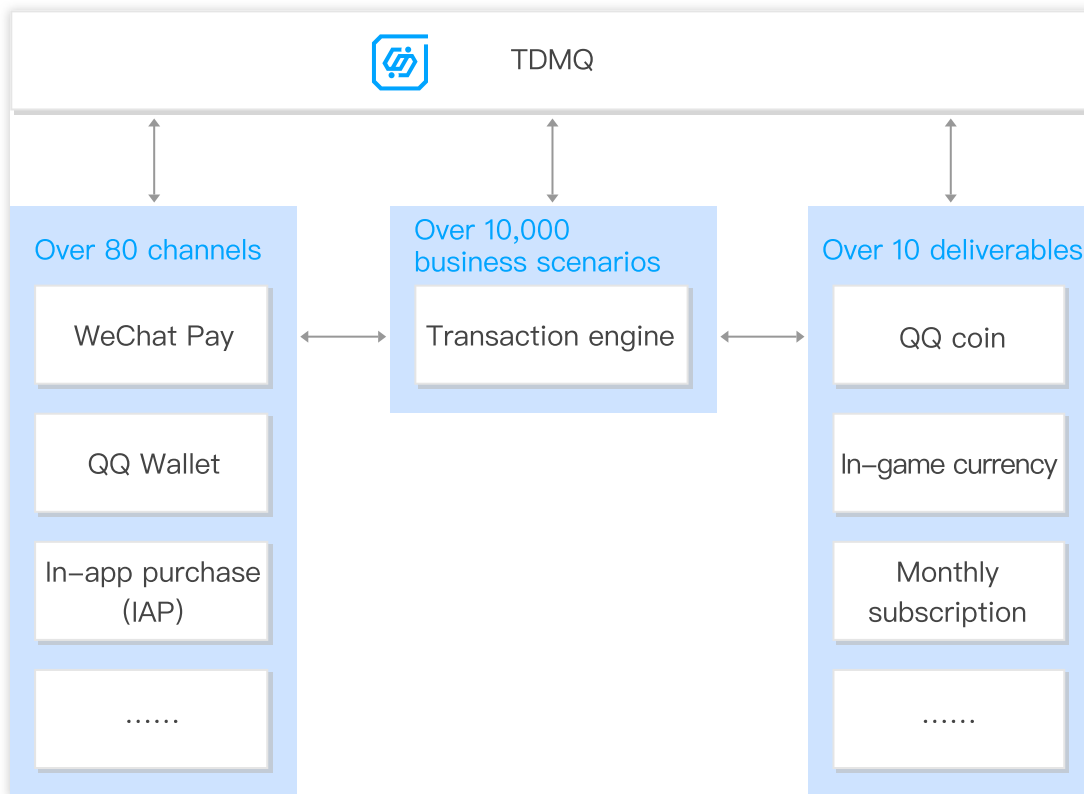 TDMQ
Over 80 channels
WeChat Pay
QQ Wallet
In-app purchase
(IAP)
......
Over 10,000
business scenarios
Transaction engine
Over 10 deliverables
QQ coin
In-game currency
Monthly
subscription
......